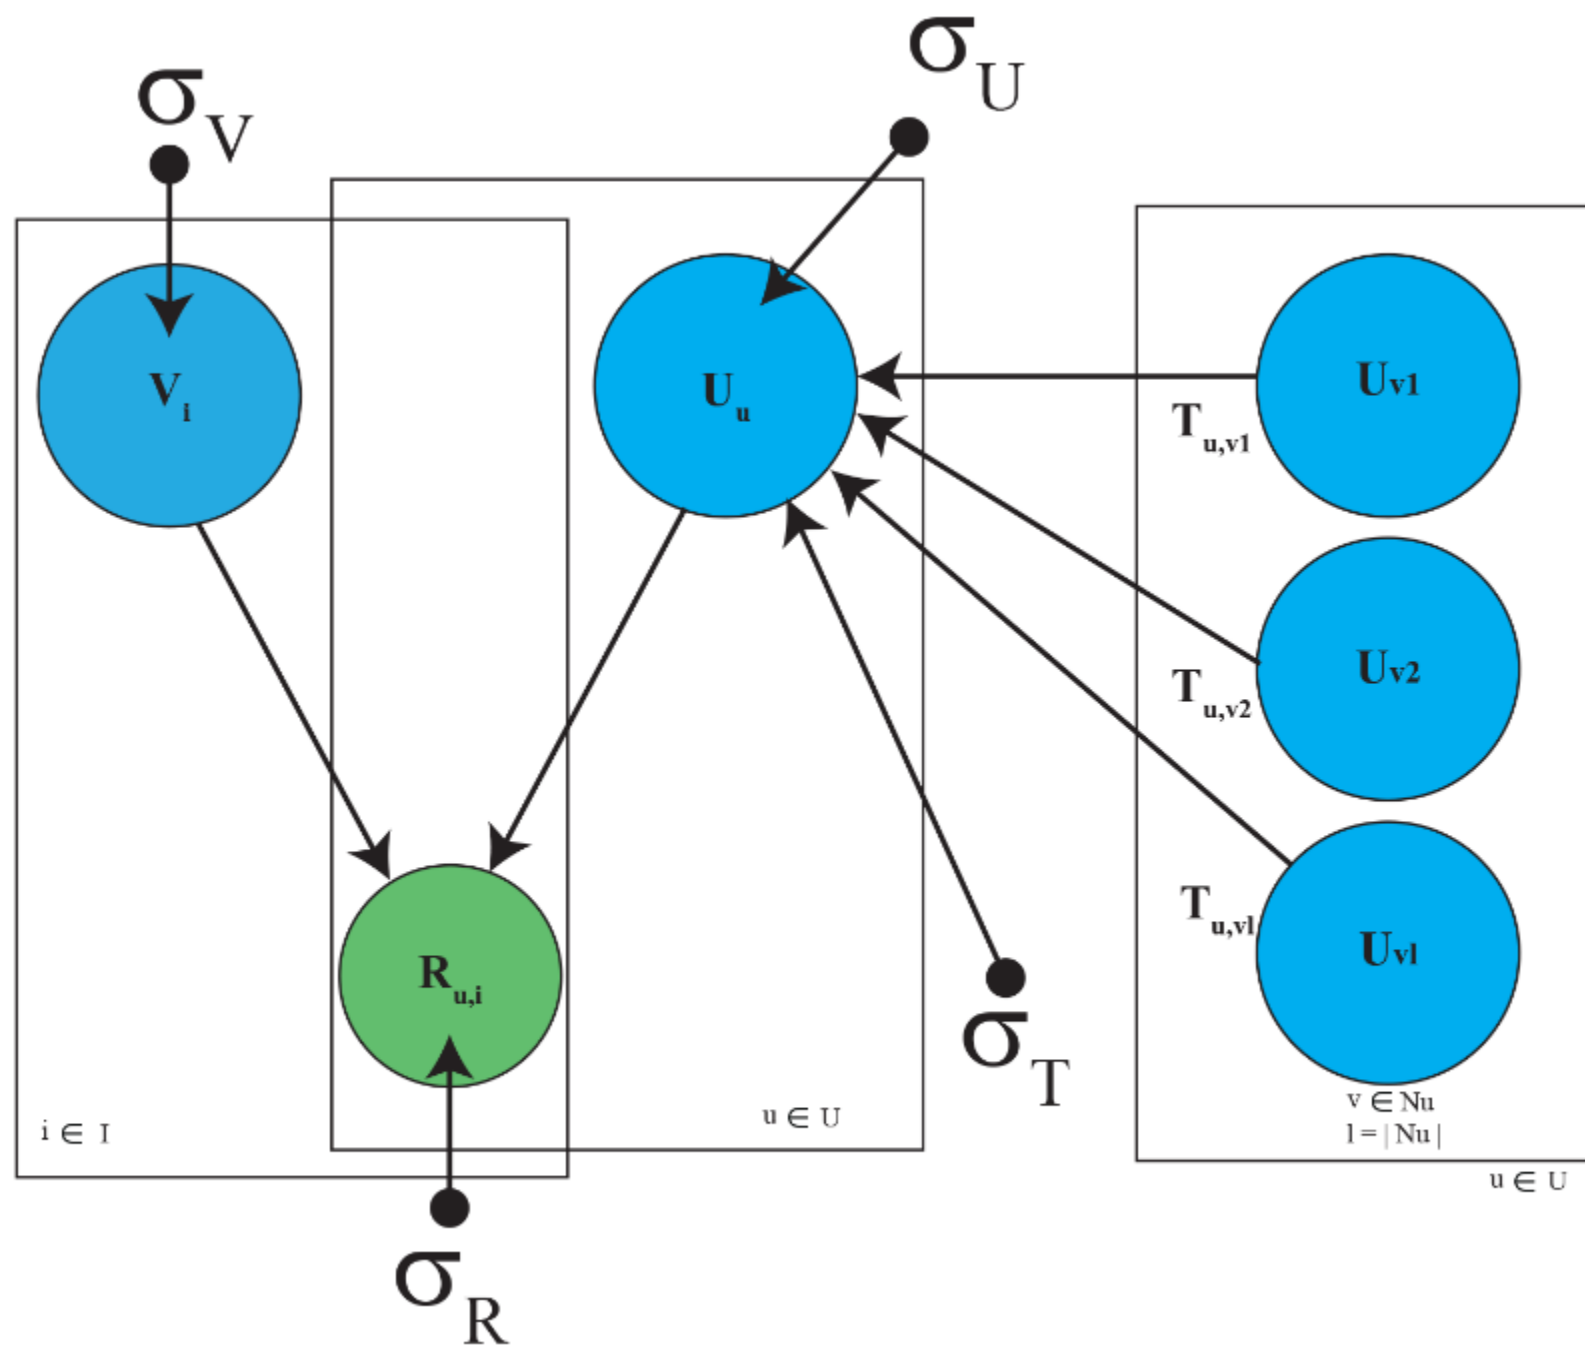 σU
σV
Vi
Uu
Uv1
Tu,v1
Uv2
Tu,v2
Tu,vl
Uvl
Ru,i
σT
v ∈ Nu
l = | Nu |
i ∈ I
u ∈ U
u ∈ U
σR